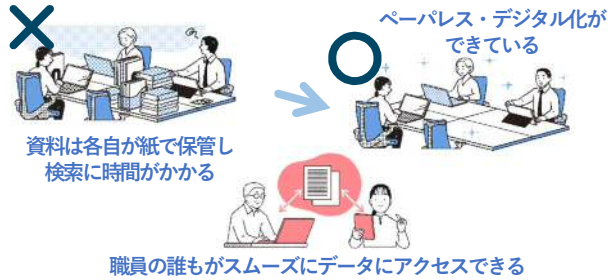 ペーパレス・デジタル化が
できている
資料は各自が紙で保管し
検索に時間がかかる
職員の誰もがスムーズにデータにアクセスできる